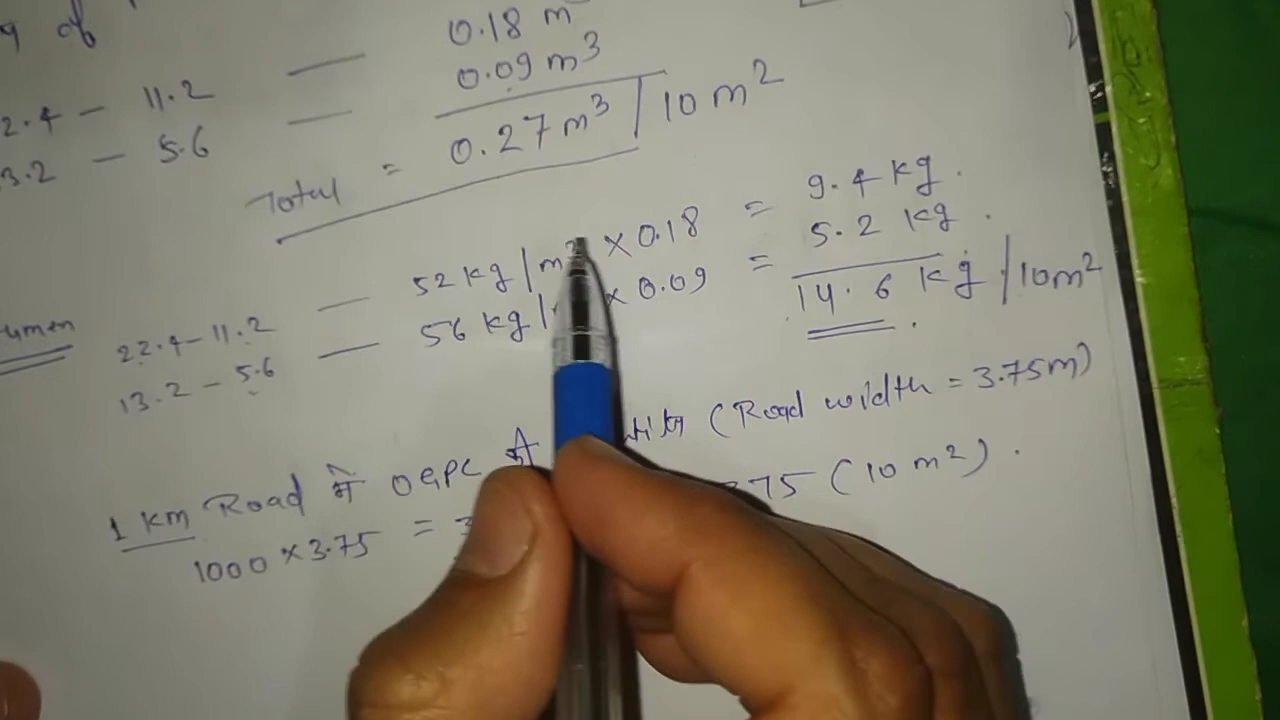 of
0.18 m
2.4 - 11.2 — 0.09 m³
3.2 - 5.6 —
Total = 0.27 m³ / 10 m²
22.4 - 11.2 — 52 kg/m³ × 0.18 = 9.4 kg.
13.2 - 5.6 — 56 kg/ × 0.09 = 5.2 kg.
14.6 kg / 10m²
1 km Road में OGPC की (Road width = 3.75m)
1000 × 3.75 = 375 (10 m²).